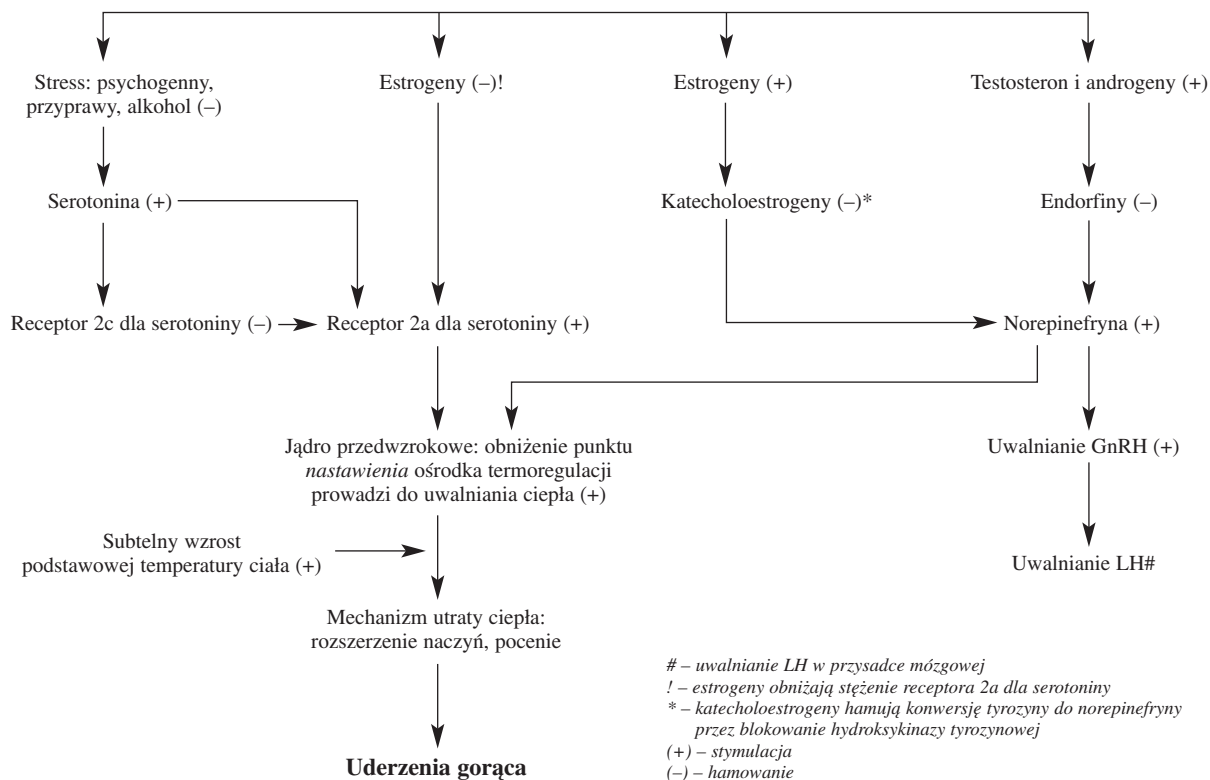 Stress: psychogenny,
przyprawy, alkohol (–)
Estrogeny (–)!
Estrogeny (+)
Testosteron i androgeny (+)
Serotonina (+)
Katecholoestrogeny (–)*
Endorfiny (–)
Receptor 2c dla serotoniny (–)
Receptor 2a dla serotoniny (+)
Norepinefryna (+)
Jądro przedwzrokowe: obniżenie punktu
nastawienia ośrodka termoregulacji
prowadzi do uwalniania ciepła (+)
Uwalnianie GnRH (+)
Subtelny wzrost
podstawowej temperatury ciała (+)
Uwalnianie LH#
Mechanizm utraty ciepła:
rozszerzenie naczyń, pocenie
Uderzenia gorąca
# – uwalnianie LH w przysadce mózgowej
! – estrogeny obniżają stężenie receptora 2a dla serotoniny
* – katecholoestrogeny hamują konwersję tyrozyny do norepinefryny
przez blokowanie hydroksykinazy tyrozynowej
(+) – stymulacja
(–) – hamowanie